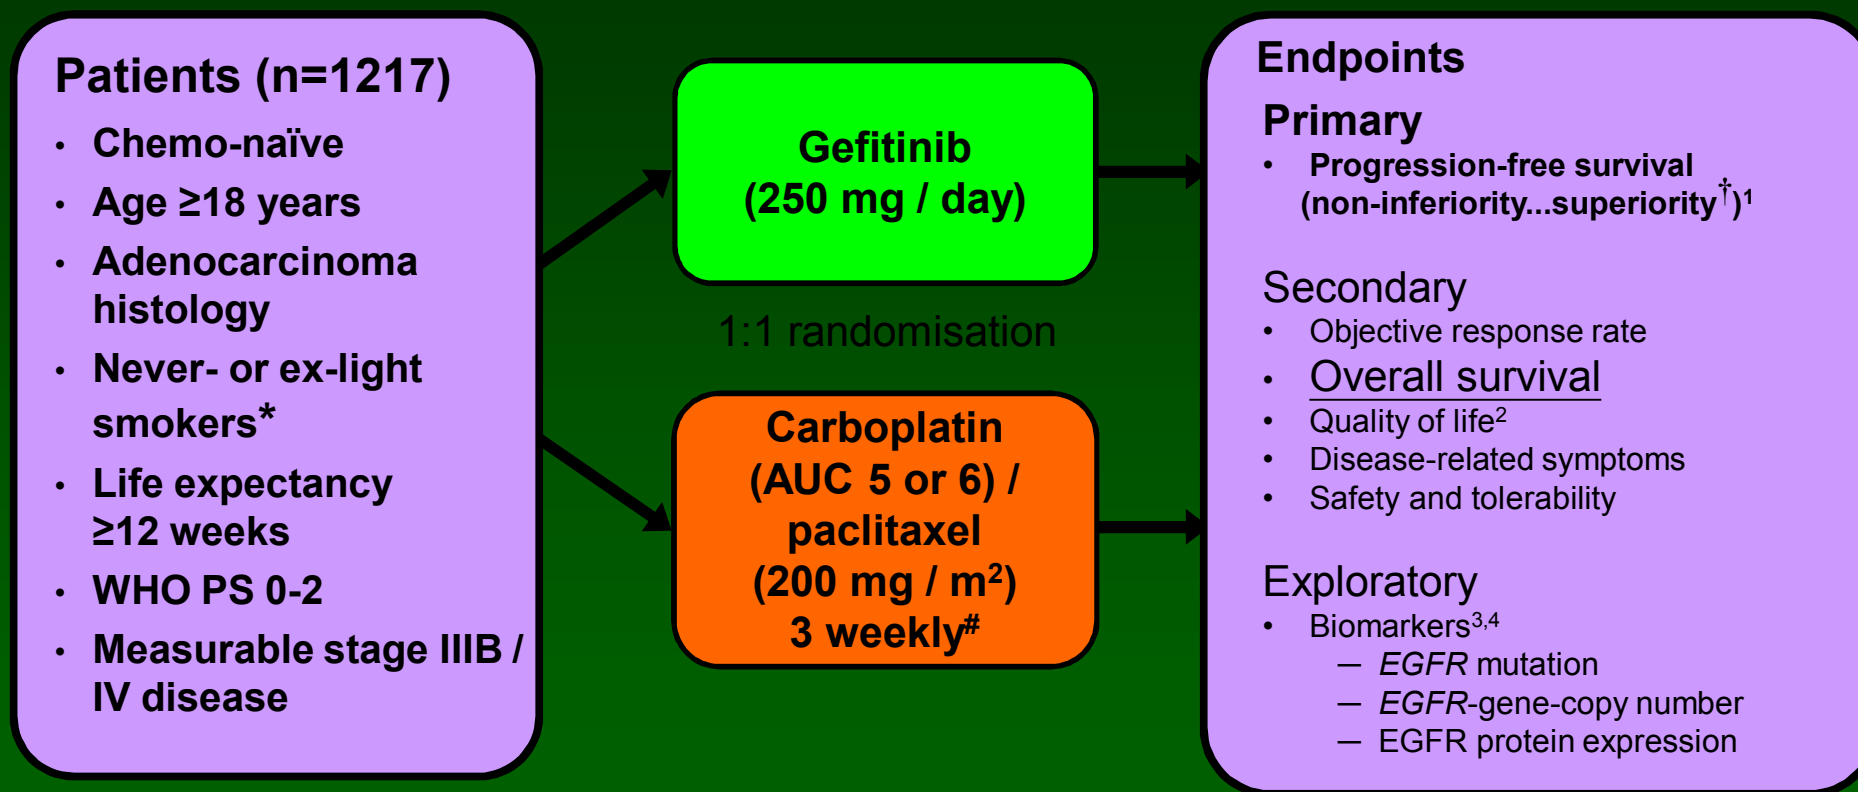 Patients (n=1217)
• Chemo-naïve
• Age ≥18 years
• Adenocarcinoma
histology
• Never- or ex-light
smokers*
• Life expectancy
≥12 weeks
• WHO PS 0-2
• Measurable stage IIIB /
IV disease
Gefitinib
(250 mg / day)
1:1 randomisation
Carboplatin
(AUC 5 or 6) /
paclitaxel
(200 mg / m²)
3 weekly#
Endpoints
Primary
• Progression-free survival
(non-inferiority...superiority†)¹
Secondary
• Objective response rate
• Overall survival
• Quality of life²
• Disease-related symptoms
• Safety and tolerability
Exploratory
• Biomarkers³,⁴
– EGFR mutation
– EGFR-gene-copy number
– EGFR protein expression